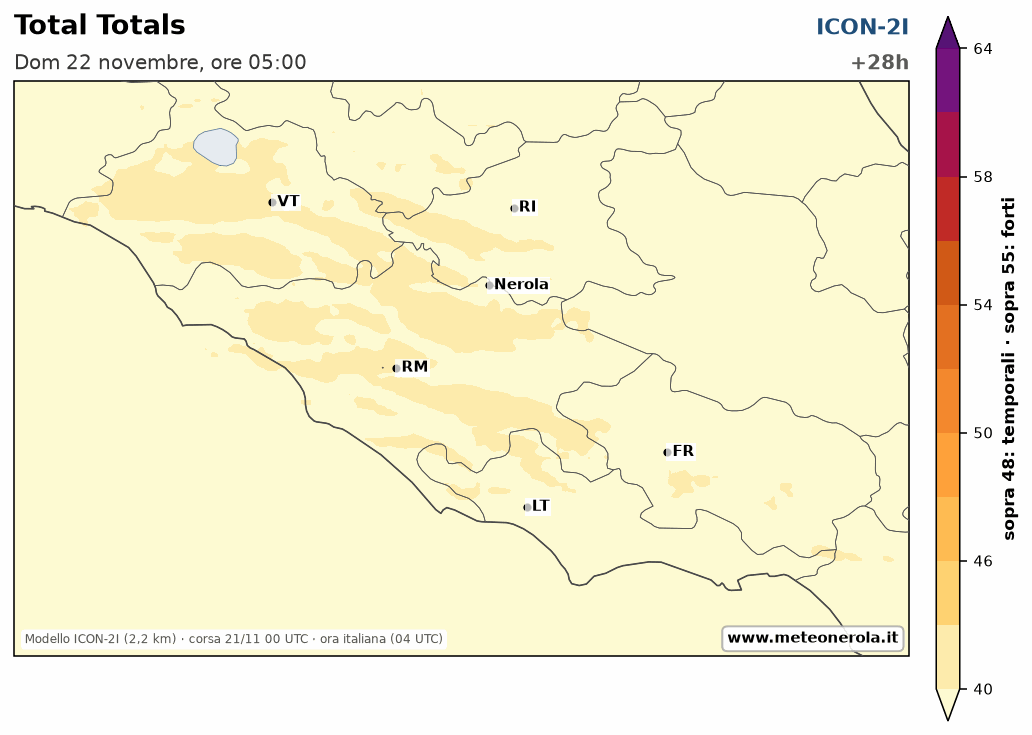 Total Totals
ICON-2I
Dom 22 novembre, ore 05:00
+28h
VT
RI
Nerola
RM
FR
LT
Modello ICON-2I (2,2 km) · corsa 21/11 00 UTC · ora italiana (04 UTC)
www.meteonerola.it
64
58
54
50
46
40
sopra 48: temporali · sopra 55: forti